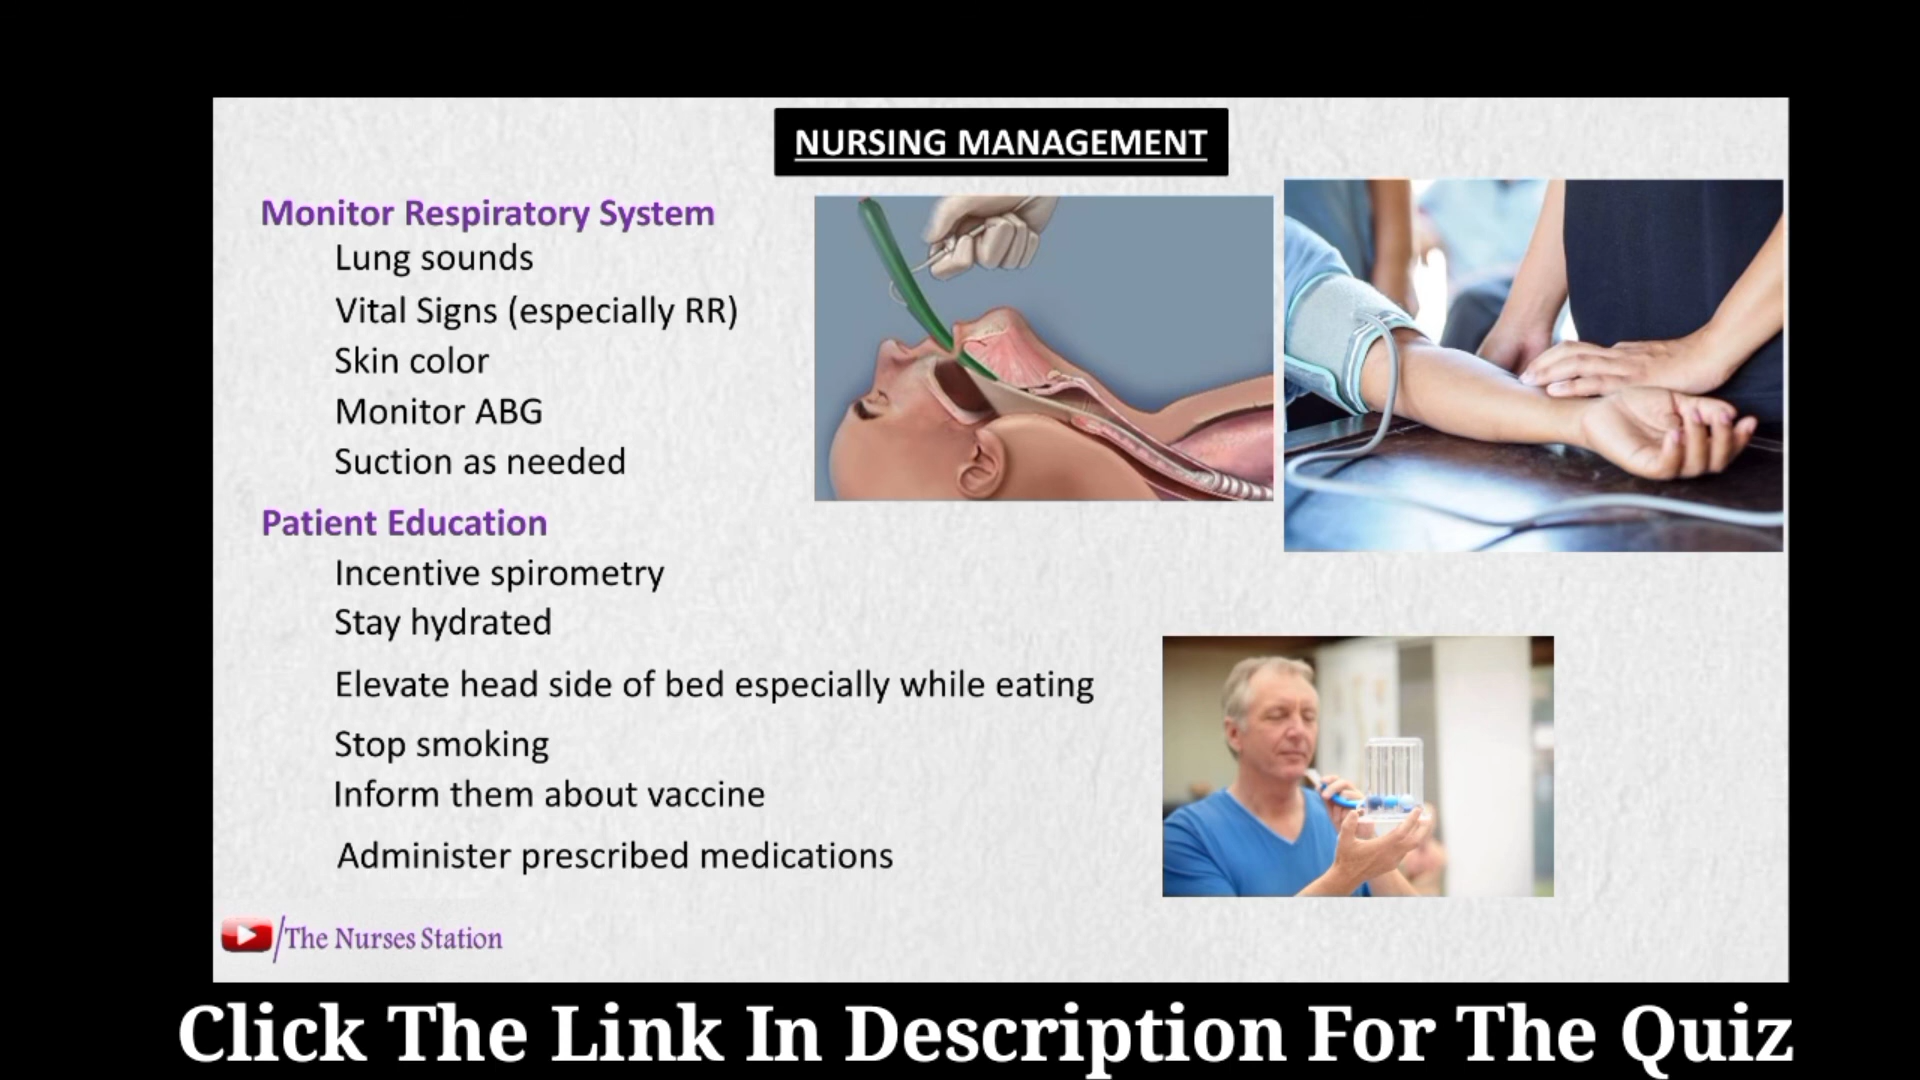 NURSING MANAGEMENT
Monitor Respiratory System
Lung sounds
Vital Signs (especially RR)
Skin color
Monitor ABG
Suction as needed
Patient Education
Incentive spirometry
Stay hydrated
Elevate head side of bed especially while eating
Stop smoking
Inform them about vaccine
Administer prescribed medications
/The Nurses Station
Click The Link In Description For The Quiz